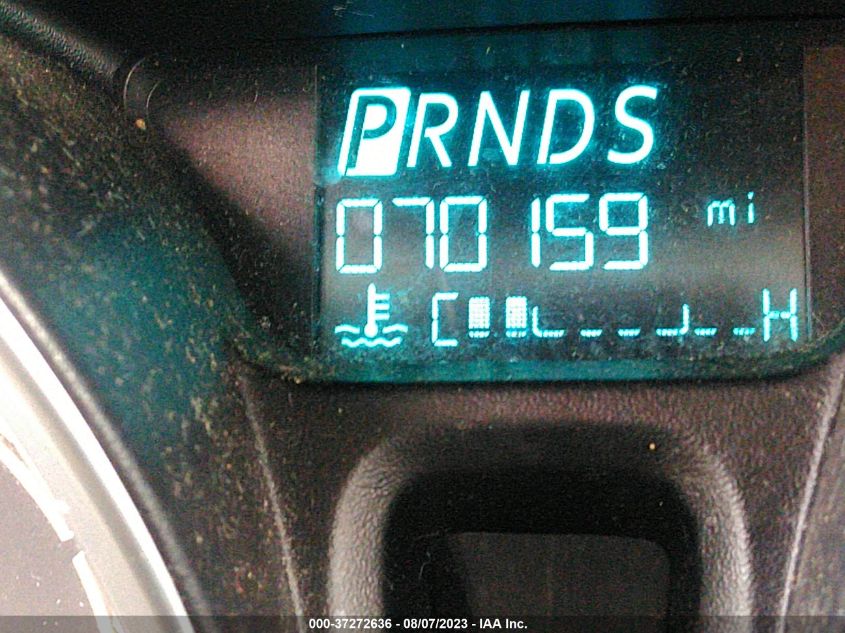 PRNDS
070159 mi
C H
000-37272636 - 08/07/2023 - IAA Inc.